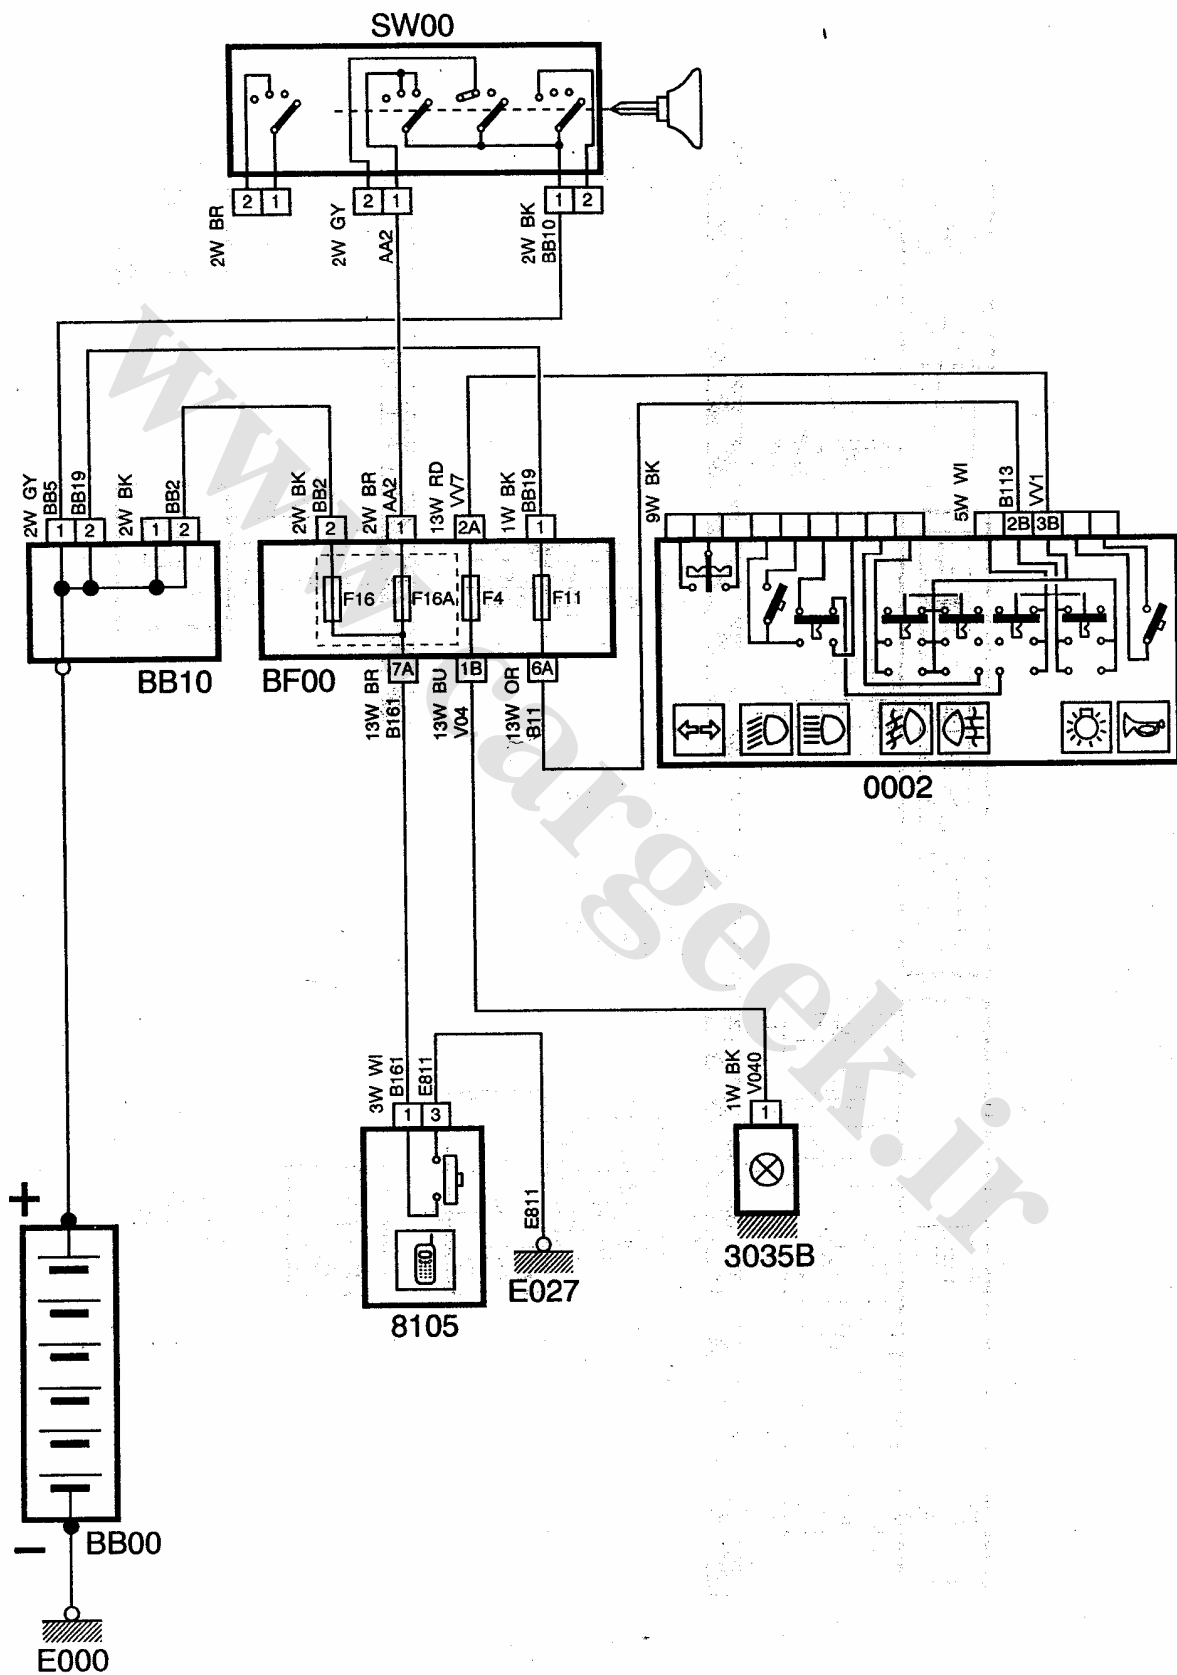 SW00
2 1
2 1
1 2
2W BR
2W GY
AA2
2W BK
BB10
2W GY
BB5
BB19
2W BK
BB2
2W BK
BB2
2W BR
AA2
13W RD
VV7
1W BK
BB19
9W BK
5W WI
B113
VV1
1 2
1 2
2
1
2A
1
2B 3B
F16
F16A
F4
F11
BB10
BF00
7A
1B
6A
13W BR
B161
13W BU
V04
13W OR
B11
0002
www.cargeek.ir
3W WI
B161
E811
1W BK
V040
1 3
1
E811
+
3035B
E027
8105
BB00
–
E000